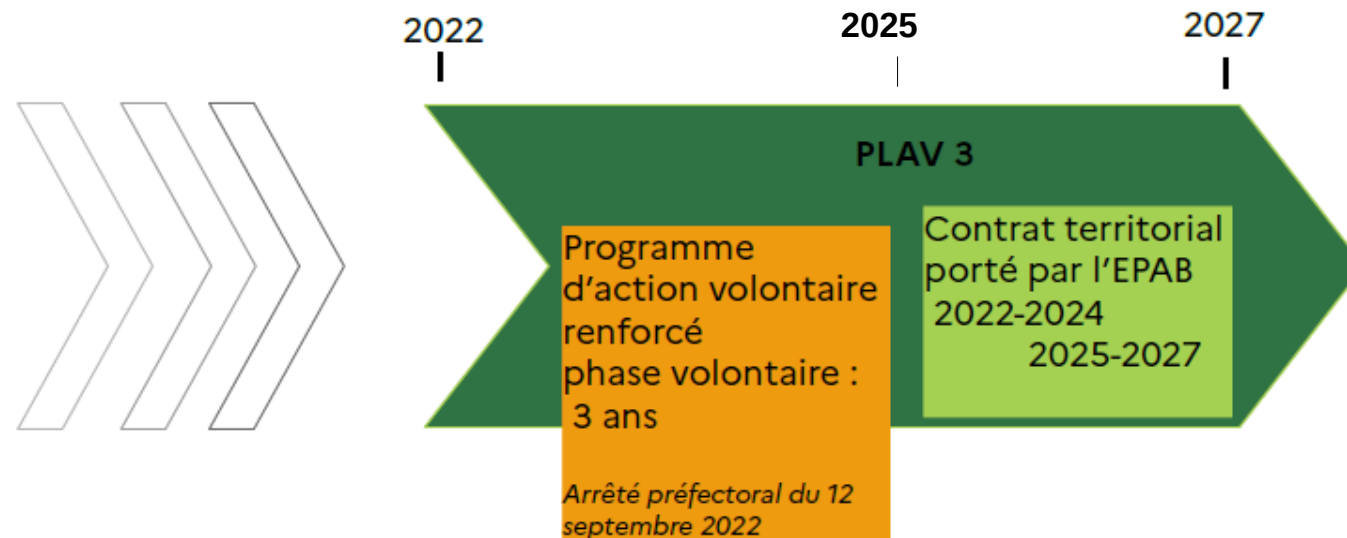 2022
2025
2027
PLAV 3
Programme
d'action volontaire
renforcé
phase volontaire :
3 ans
Arrêté préfectoral du 12
septembre 2022
Contrat territorial
porté par l'EPAB
2022-2024
2025-2027